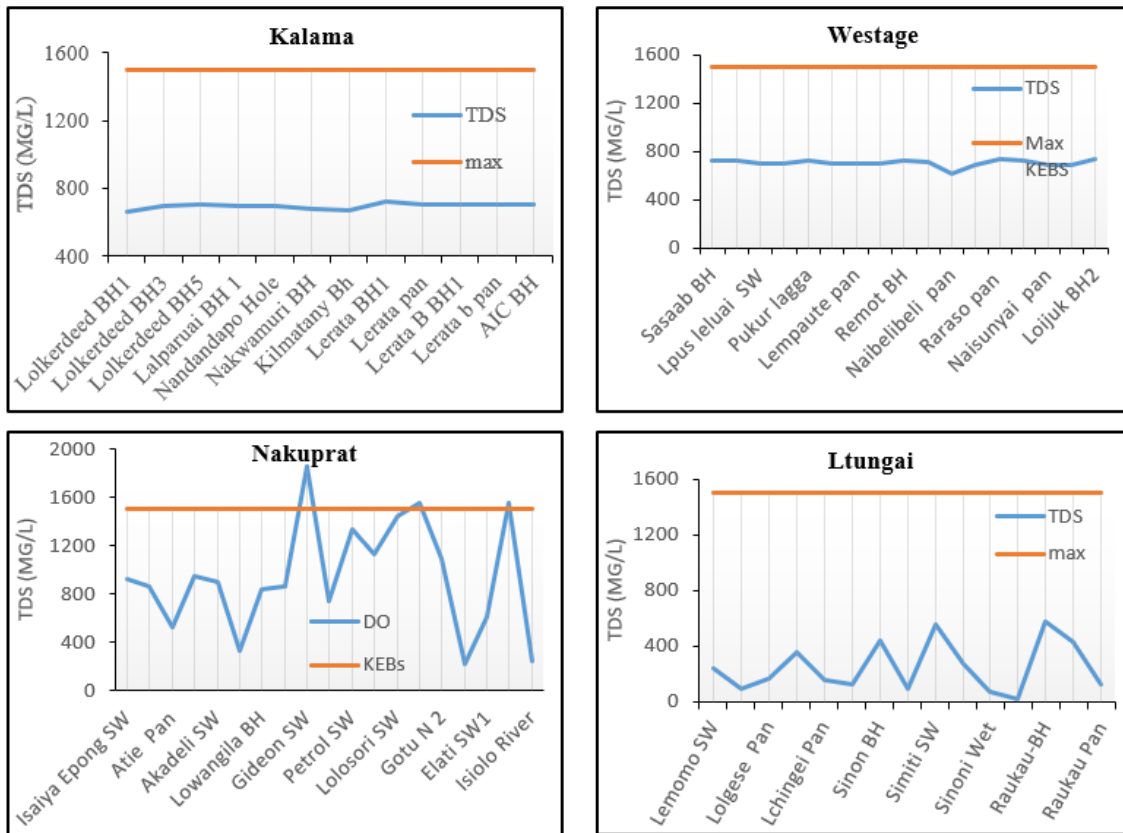 Kalama
1600
1200
800
400
TDS (MG/L)
TDS
max
Lolkerdeed BH1
Lolkerdeed BH3
Lolkerdeed BH5
Lalparuai BH 1
Nandandapo Hole
Nakwamuri BH
Kilmatany Bh
Lerata BH1
Lerata pan
Lerata B BH1
Lerata b pan
AIC BH
Westage
1600
1200
800
400
0
TDS (MG/L)
TDS
Max
KEBS
Sasaab BH
Lpus leluai SW
Pukur lagga
Lempaute pan
Remot BH
Naibelibeli pan
Raraso pan
Naisunyai pan
Loijuk BH2
Nakuprat
2000
1600
1200
800
400
0
TDS (MG/L)
DO
KEBs
Isaiya Epong SW
Atie Pan
Akadeli SW
Lowangila BH
Gideon SW
Petrol SW
Lolosori SW
Gotu N 2
Elati SW1
Isiolo River
Ltungai
1600
1200
800
400
0
TDS (MG/L)
TDS
max
Lemomo SW
Lolgese Pan
Lchingei Pan
Sinon BH
Simiti SW
Sinoni Wet
Raukau-BH
Raukau Pan